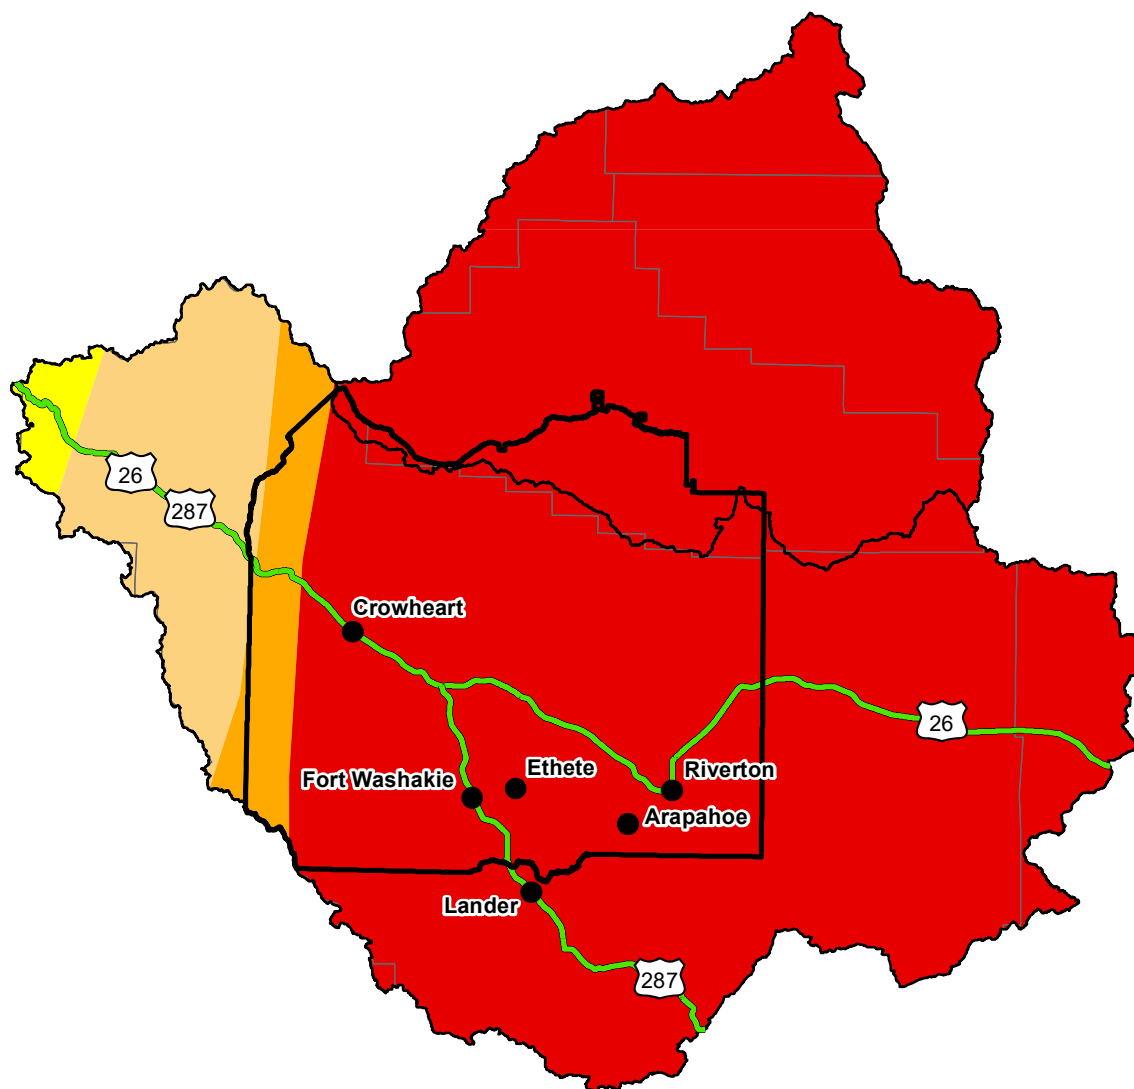 26
287
Crowheart
26
Ethete
Riverton
Fort Washakie
Arapahoe
Lander
287